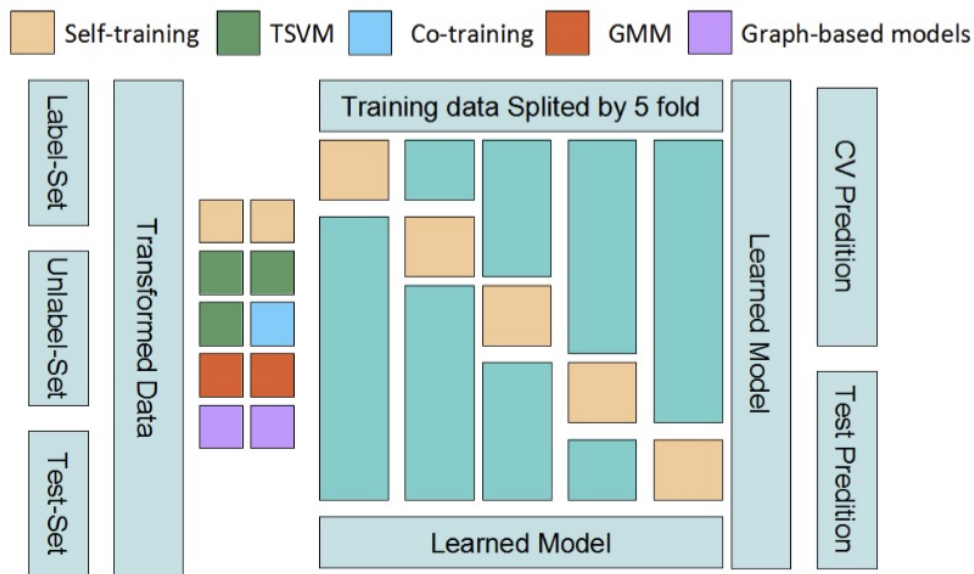 Self-training
TSVM
Co-training
GMM
Graph-based models
Label-Set
Unlabel-Set
Test-Set
Transformed Data
Training data Splited by 5 fold
Learned Model
Learned Model
CV Predition
Test Predition